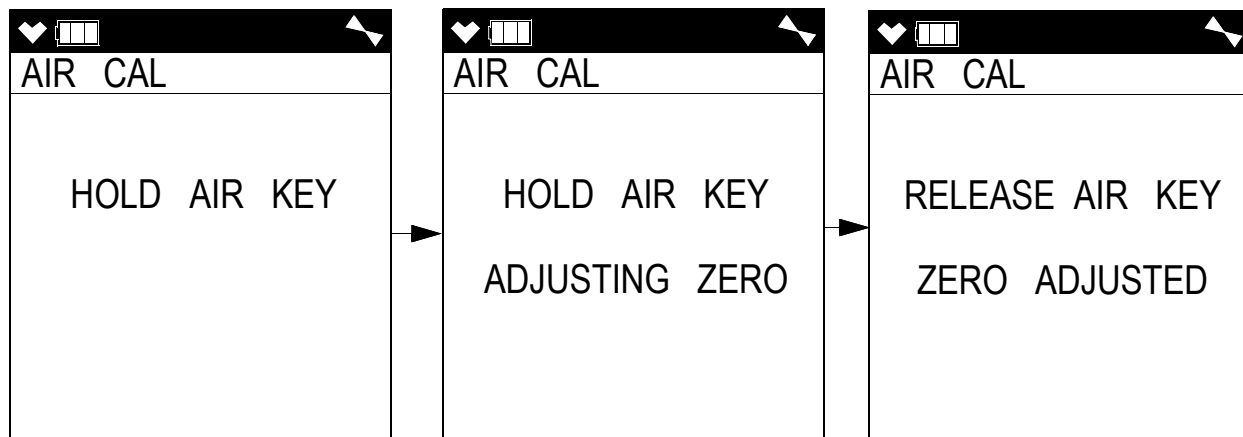 AIR CAL
HOLD AIR KEY
AIR CAL
HOLD AIR KEY
ADJUSTING ZERO
AIR CAL
RELEASE AIR KEY
ZERO ADJUSTED